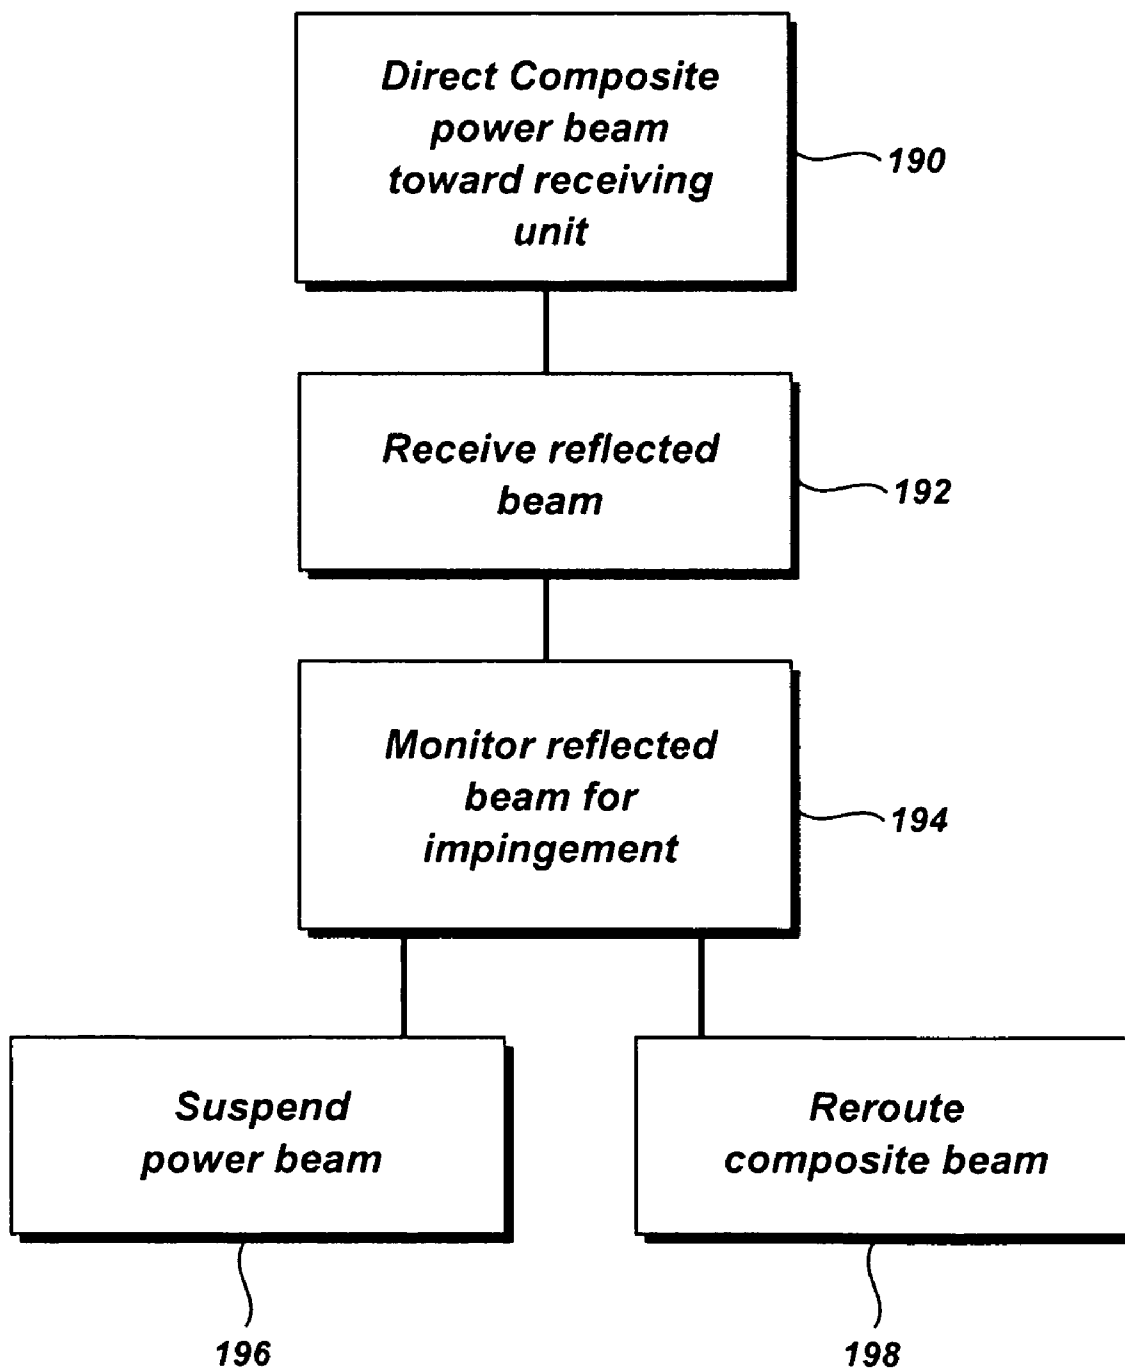 Direct Composite
power beam
toward receiving
unit
190
Receive reflected
beam
192
Monitor reflected
beam for
impingement
194
Suspend
power beam
Reroute
composite beam
196
198